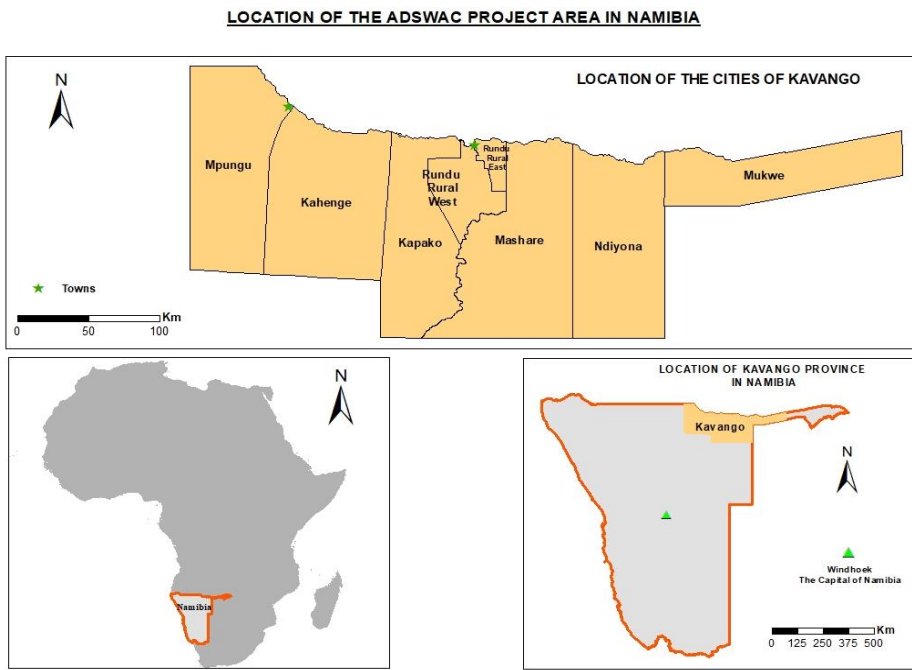 LOCATION OF THE ADSWAC PROJECT AREA IN NAMIBIA
N
LOCATION OF THE CITIES OF KAVANGO
Mpungu
Kahenge
Rundu
Rural
West
Rundu
Rural
East
Kapako
Mashare
Ndiyona
Mukwe
Towns
Km
0 50 100
N
Namibia
LOCATION OF KAVANGO PROVINCE
IN NAMIBIA
Kavango
N
Windhoek
The Capital of Namibia
Km
0 125 250 375 500